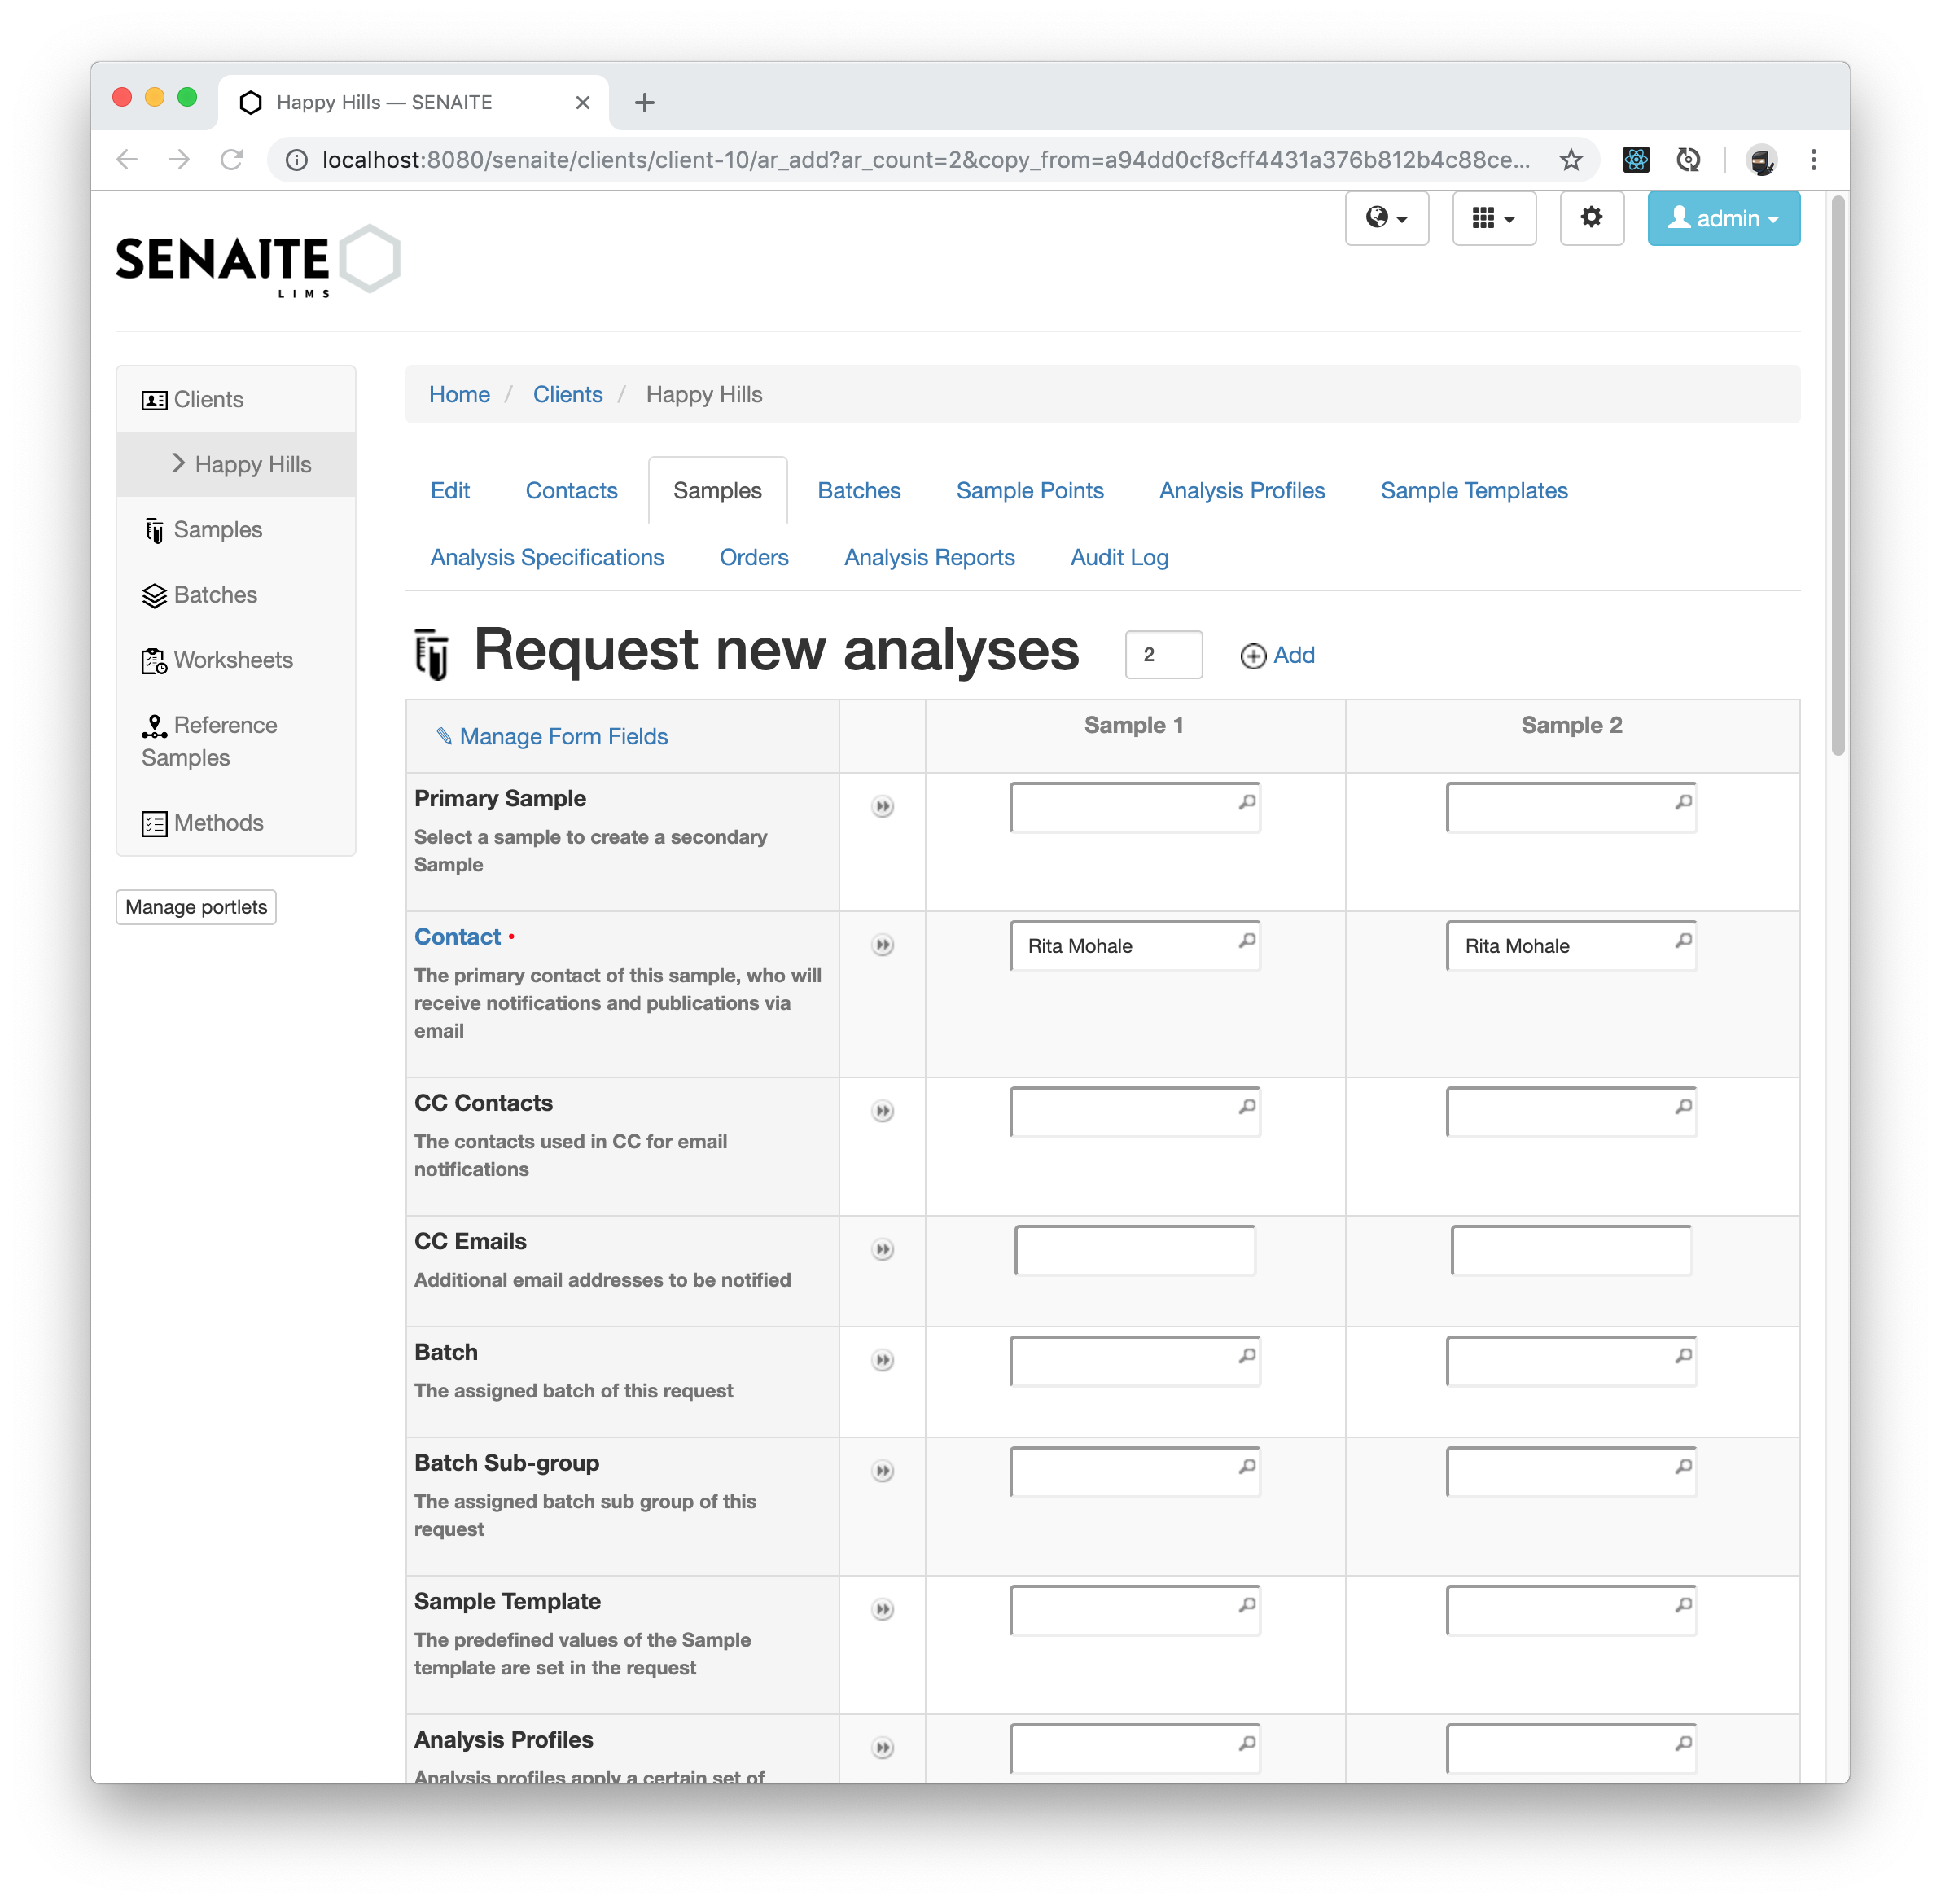 Happy Hills — SENAITE
localhost:8080/senaite/clients/client-10/ar_add?ar_count=2&copy_from=a94dd0cf8cff4431a376b812b4c88ce...
admin
SENAITE
LIMS
Clients
Happy Hills
Samples
Batches
Worksheets
Reference
Samples
Methods
Manage portlets
Home / Clients / Happy Hills
Edit Contacts Samples Batches Sample Points Analysis Profiles Sample Templates
Analysis Specifications Orders Analysis Reports Audit Log
Request new analyses 2 Add
Manage Form Fields Sample 1 Sample 2
Primary Sample
Select a sample to create a secondary
Sample
Contact
The primary contact of this sample, who will
receive notifications and publications via
email
Rita Mohale Rita Mohale
CC Contacts
The contacts used in CC for email
notifications
CC Emails
Additional email addresses to be notified
Batch
The assigned batch of this request
Batch Sub-group
The assigned batch sub group of this
request
Sample Template
The predefined values of the Sample
template are set in the request
Analysis Profiles
Analysis profiles apply a certain set of